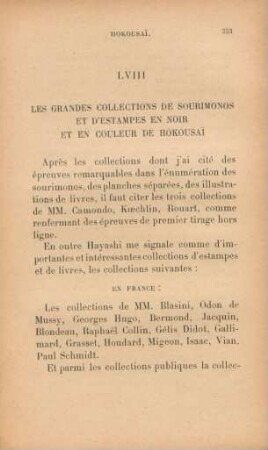 HOKOUSAÏ. 353
LVIII
LES GRANDES COLLECTIONS DE SOURIMONOS
ET D'ESTAMPES EN NOIR
ET EN COULEUR DE HOKOUSAÏ
Après les collections dont j'ai cité des
épreuves remarquables dans l'énumération des
sourimonos, des planches séparées, des illustrations
de livres, il faut citer les trois collections
de MM. Camondo, Kœchlin, Rouart, comme
renfermant des épreuves de premier tirage hors
ligne.
En outre Hayashi me signale comme d'im-
portantes et intéressantes collections d'estampes
et de livres, les collections suivantes :
EN FRANCE :
Les collections de MM. Blasini, Odon de
Mussy, Georges Hugo, Bermond, Jacquin,
Blondeau, Raphaël Collin, Gélis Didot, Galli-
mard, Grasset, Houdard, Migeon, Isaac, Vian,
Paul Schmidt.
Et parmi les collections publiques la collec-